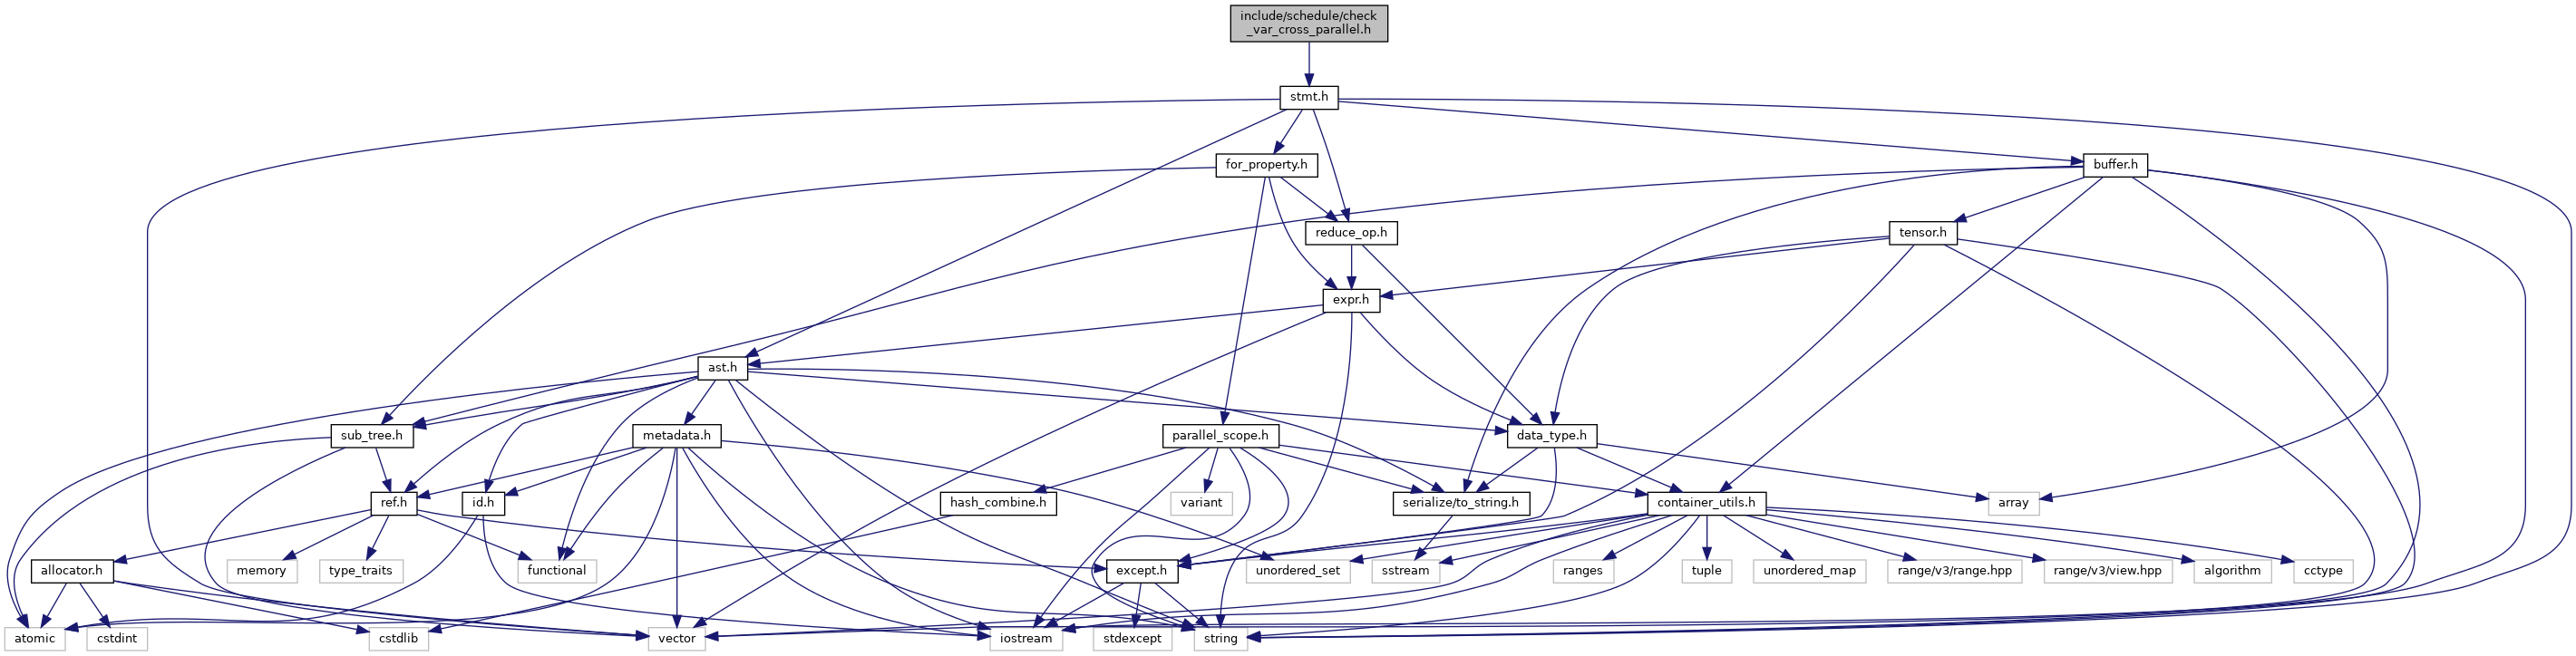 include/schedule/check
_var_cross_parallel.h
stmt.h
for_property.h
buffer.h
reduce_op.h
tensor.h
expr.h
ast.h
sub_tree.h
metadata.h
parallel_scope.h
data_type.h
ref.h
id.h
hash_combine.h
variant
serialize/to_string.h
container_utils.h
array
allocator.h
memory
type_traits
functional
except.h
unordered_set
sstream
ranges
tuple
unordered_map
range/v3/range.hpp
range/v3/view.hpp
algorithm
cctype
atomic
cstdint
cstdlib
vector
iostream
stdexcept
string